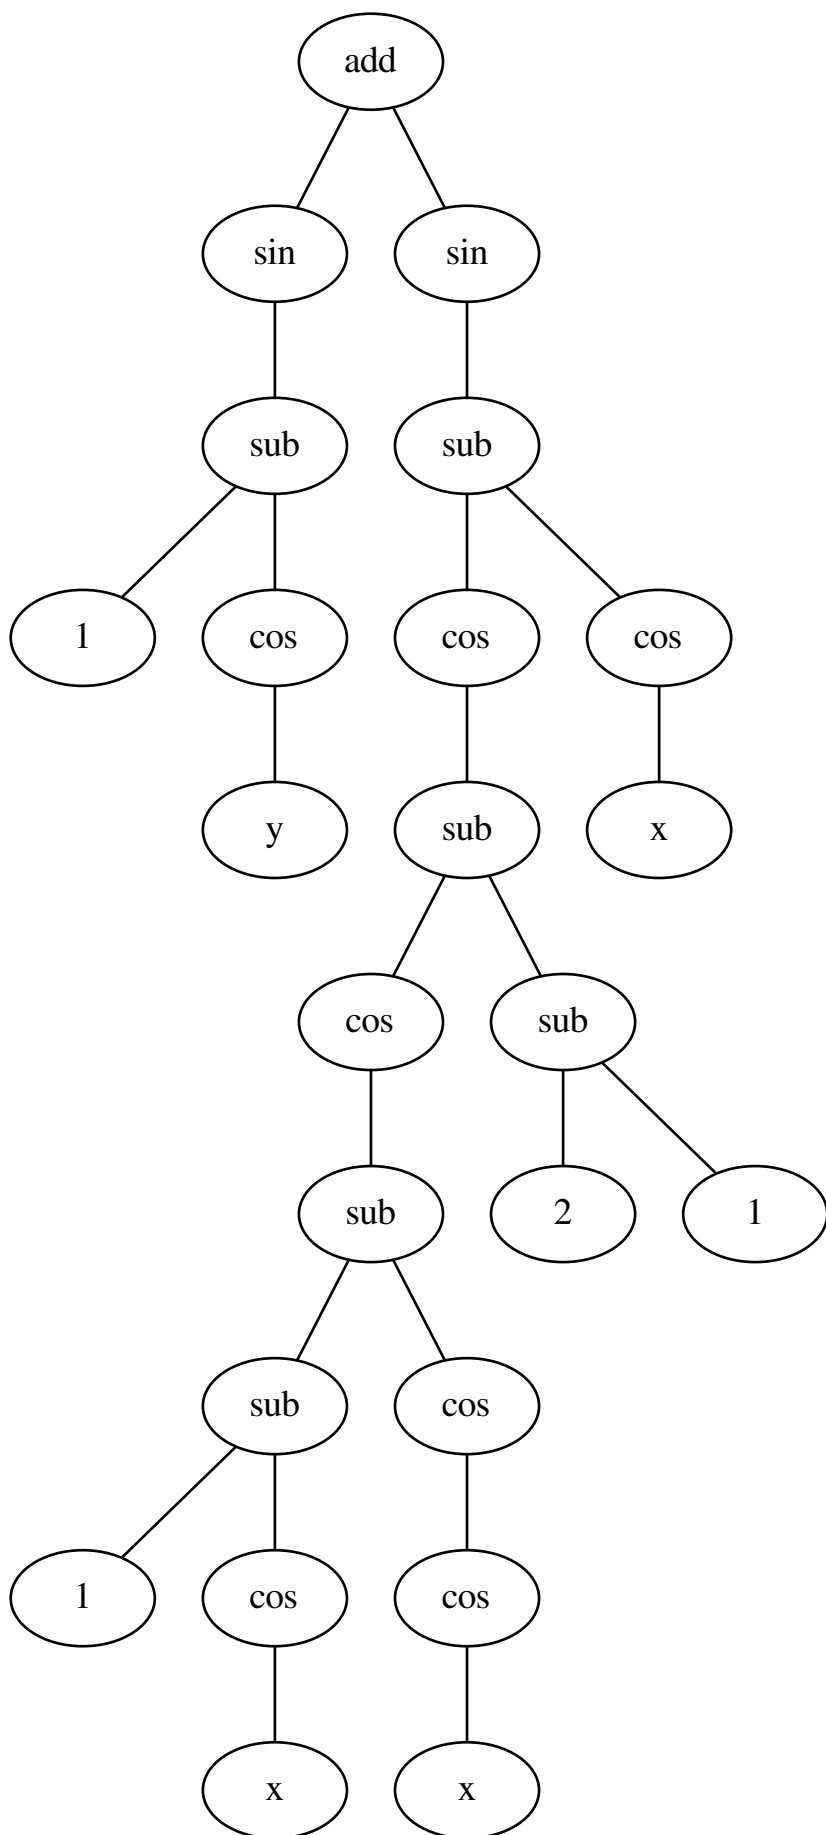 add
sin sin
sub sub
1 cos cos cos
y sub x
cos sub
sub 2 1
sub cos
1 cos cos
x x